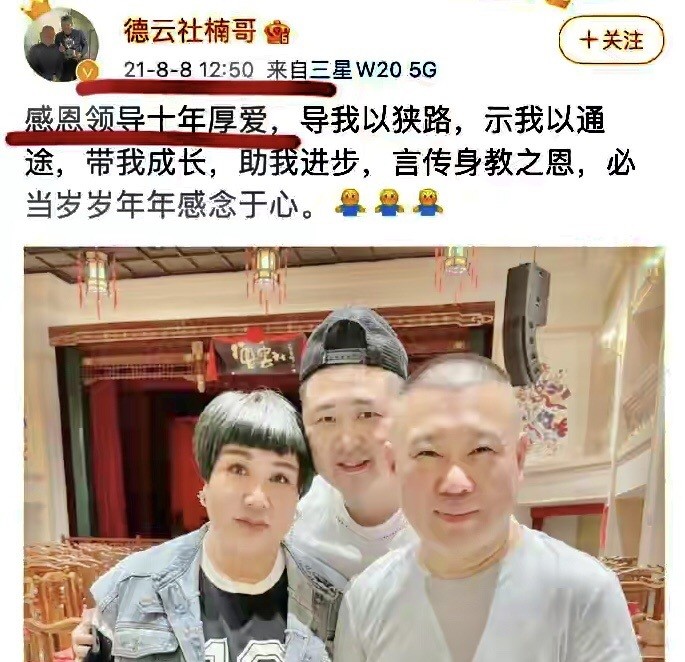 德云社楠哥
+关注
21-8-8 12:50 来自三星W20 5G
感恩领导十年厚爱，导我以狭路，示我以通
途，带我成长，助我进步，言传身教之恩，必
当岁岁年年感念于心。
德雲社